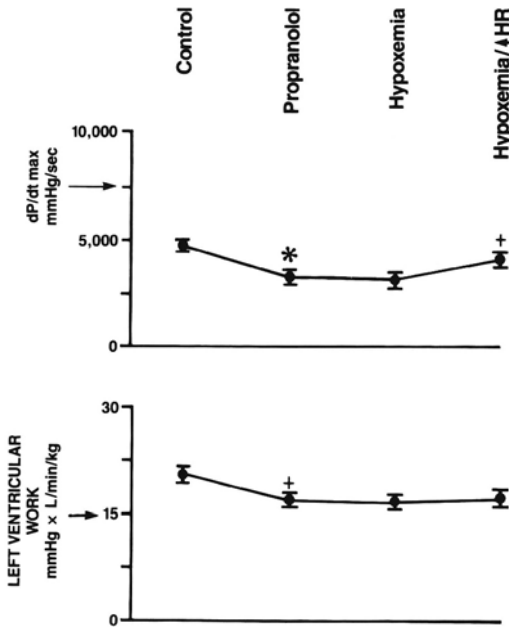 Control
Propranolol
Hypoxemia
Hypoxemia/↑HR
dP/dt max
mmHg/sec
10,000
5,000
0
*
+
LEFT VENTRICULAR
WORK
mmHg × L/min/kg
30
15
0
+